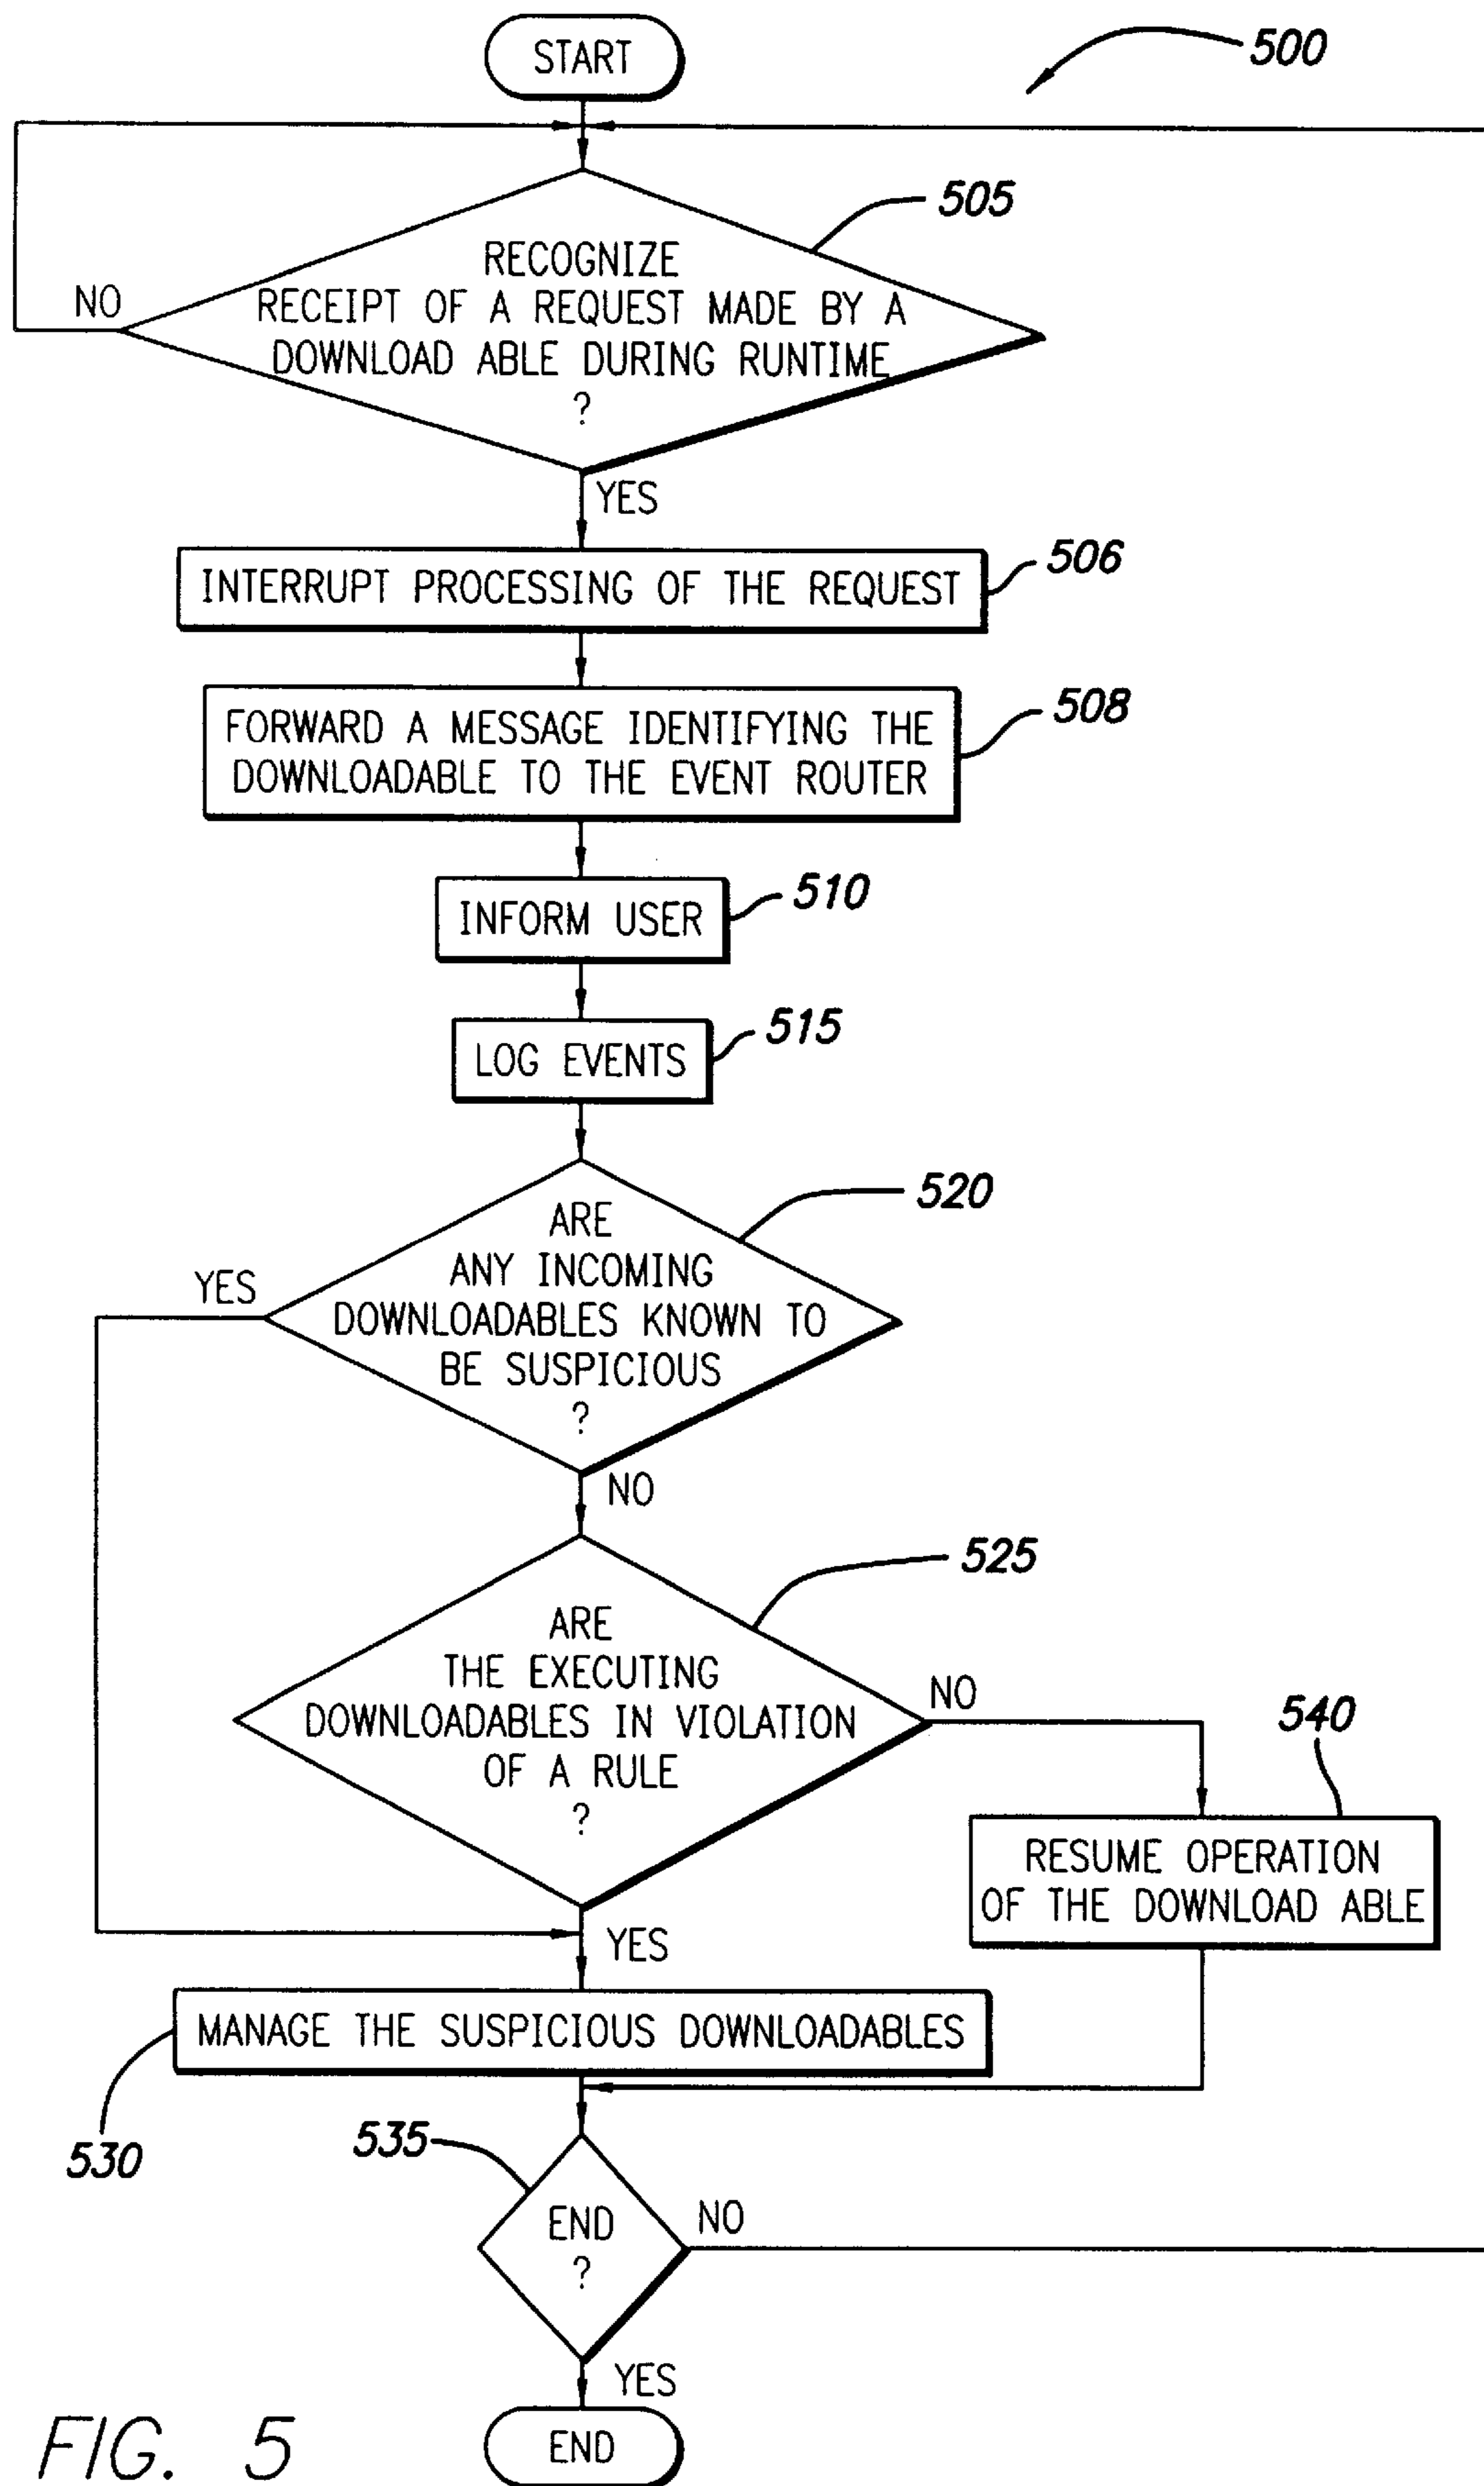 START
500
505
RECOGNIZE
RECEIPT OF A REQUEST MADE BY A
DOWNLOAD ABLE DURING RUNTIME
?
NO
YES
INTERRUPT PROCESSING OF THE REQUEST
506
FORWARD A MESSAGE IDENTIFYING THE
DOWNLOADABLE TO THE EVENT ROUTER
508
INFORM USER
510
LOG EVENTS
515
520
ARE
ANY INCOMING
DOWNLOADABLES KNOWN TO
BE SUSPICIOUS
?
YES
NO
525
ARE
THE EXECUTING
DOWNLOADABLES IN VIOLATION
OF A RULE
?
NO
540
RESUME OPERATION
OF THE DOWNLOAD ABLE
YES
MANAGE THE SUSPICIOUS DOWNLOADABLES
530
535
END
?
NO
YES
END
FIG. 5